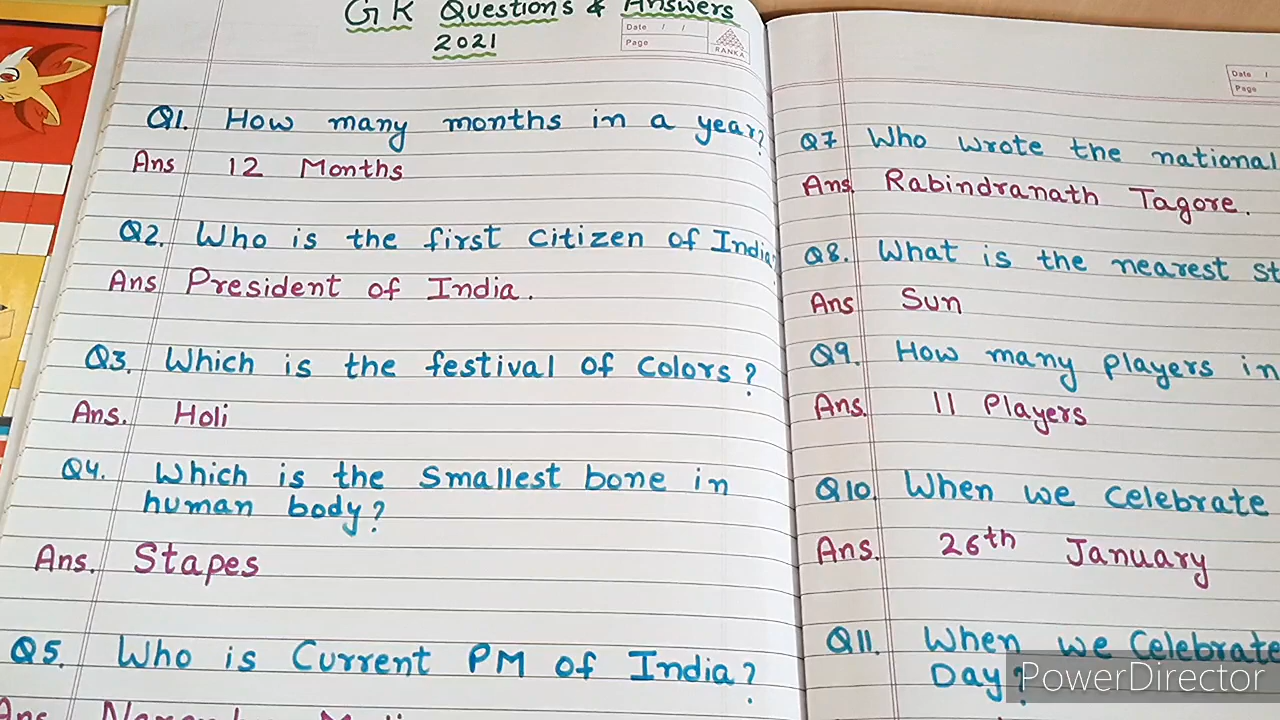 GK Questions & Answers
2021
Date / /
Page
RANKA
Q1. How many months in a year?
Ans 12 Months
Q2. Who is the first citizen of India
Ans President of India.
Q3. Which is the festival of colors?
Ans. Holi
Q4. Which is the smallest bone in
human body?
Ans. Stapes
Q5. Who is Current PM of India?
Ans
Date /
Page
Q7 Who wrote the national
Ans Rabindranath Tagore.
Q8. What is the nearest st
Ans Sun
Q9. How many players in
Ans. 11 Players
Q10 When we celebrate
Ans. 26th January
Q11. When we celebrate
Day?
PowerDirector